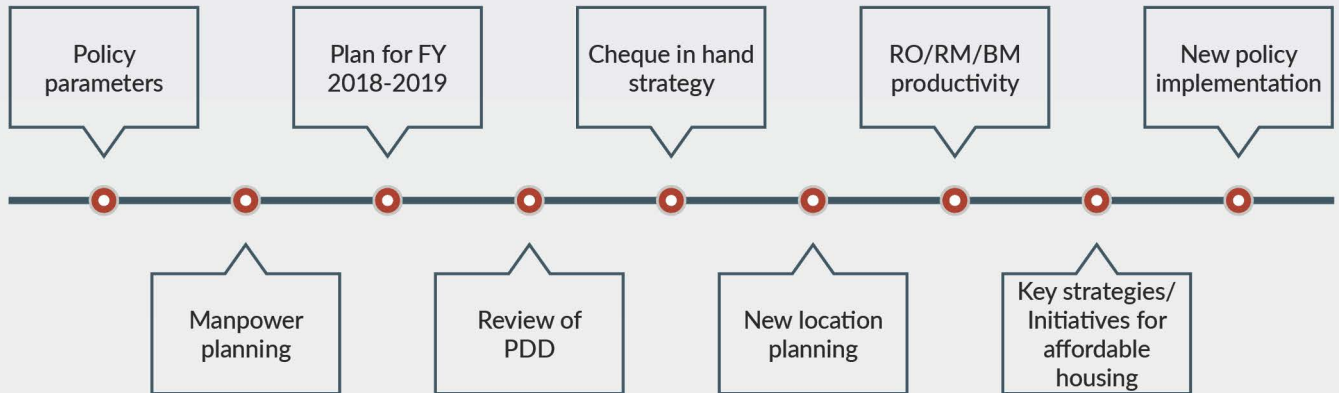 Policy
parameters
Plan for FY
2018-2019
Cheque in hand
strategy
RO/RM/BM
productivity
New policy
implementation
Manpower
planning
Review of
PDD
New location
planning
Key strategies/
Initiatives for
affordable
housing